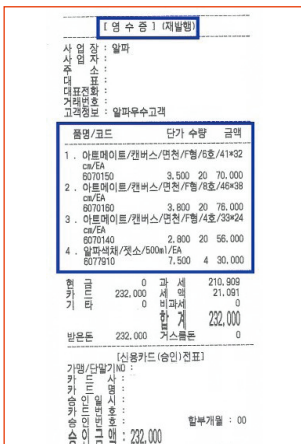 [ 영 수 증 ] (재발행)
사 업 장 : 알파
사 업 자 :
주 소 :
대 표 :
대표전화 :
거래번호 :
고객정보 : 알파우수고객
품명/코드 단가 수량 금액
1 . 아트메이트/캔버스/면천/F형/6호/41*32
cm/EA
6070150 3,500 20 70,000
2 . 아트메이트/캔버스/면천/F형/8호/46*38
cm/EA
6070160 3,800 20 76,000
3 . 아트메이트/캔버스/면천/F형/4호/33*24
cm/EA
6070140 2,800 20 56,000
4 . 알파색채/젯소/500ml/EA
6077910 7,500 4 30,000
현 금 0 과 세 210,909
카 드 232,000 세 액 21,091
기 타 0 비과세 0
합 계 232,000
받은돈 232,000 거스름돈 0
[신용카드(승인)전표]
가맹/단말기NO :
카 드 사 :
카 드 명 :
승 인 일 시 :
카 드 번 호 :
승 인 번 호 : 할부개월 : 00
승 인 금 액 : 232,000